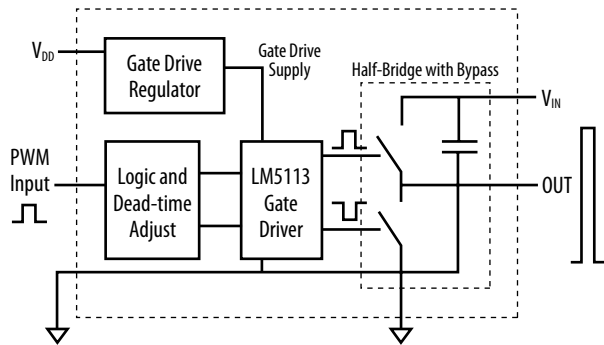 V_DD
Gate Drive
Regulator
Gate Drive
Supply
Half-Bridge with Bypass
V_IN
PWM
Input
Logic and
Dead-time
Adjust
LM5113
Gate
Driver
OUT